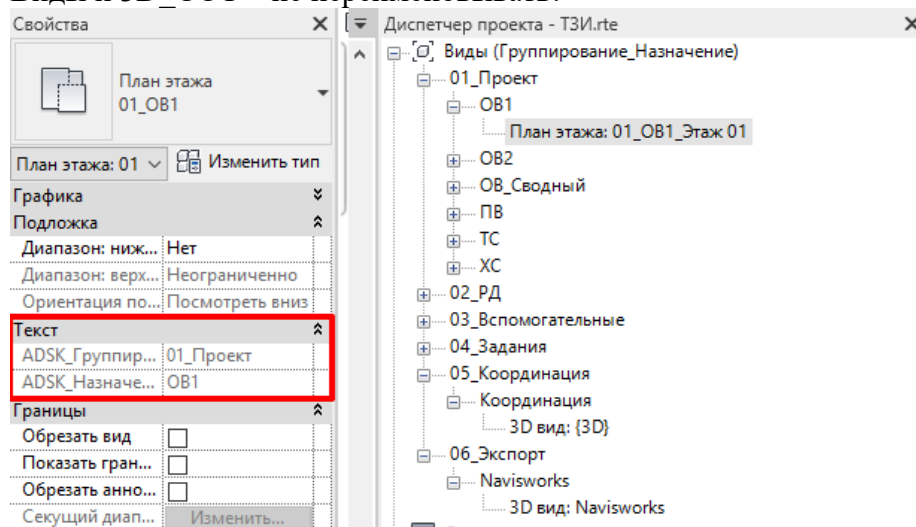 Свойства
План этажа
01_ОВ1
План этажа: 01
Изменить тип
Графика
Подложка
Диапазон: ниж... Нет
Диапазон: верх... Неограниченно
Ориентация по... Посмотреть вниз
Текст
ADSK_Группир... 01_Проект
ADSK_Назначе... ОВ1
Границы
Обрезать вид
Показать гран...
Обрезать анно...
Секущий диап... Изменить...
Диспетчер проекта - ТЗИ.rte
Виды (Группирование_Назначение)
01_Проект
ОВ1
План этажа: 01_ОВ1_Этаж 01
ОВ2
ОВ_Сводный
ПВ
ТС
ХС
02_РД
03_Вспомогательные
04_Задания
05_Координация
Координация
3D вид: {3D}
06_Экспорт
Navisworks
3D вид: Navisworks